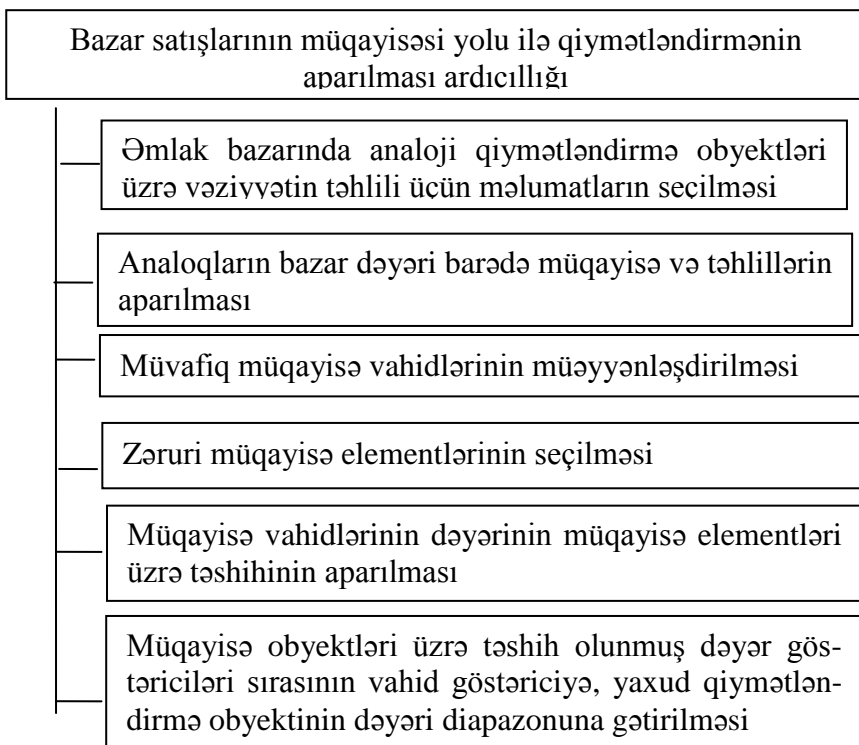 Bazar satışlarının müqayisəsi yolu ilə qiymətləndirmənin
aparılması ardıcıllığı
Əmlak bazarında analoji qiymətləndirmə obyektləri
üzrə vəziyyətin təhlili üçün məlumatların seçilməsi
Analoqların bazar dəyəri barədə müqayisə və təhlillərin
aparılması
Müvafiq müqayisə vahidlərinin müəyyənləşdirilməsi
Zəruri müqayisə elementlərinin seçilməsi
Müqayisə vahidlərinin dəyərinin müqayisə elementləri
üzrə təshihinin aparılması
Müqayisə obyektləri üzrə təshih olunmuş dəyər gös-
təriciləri sırasının vahid göstəriciyə, yaxud qiymətlən-
dirmə obyektinin dəyəri diapazonuna gətirilməsi